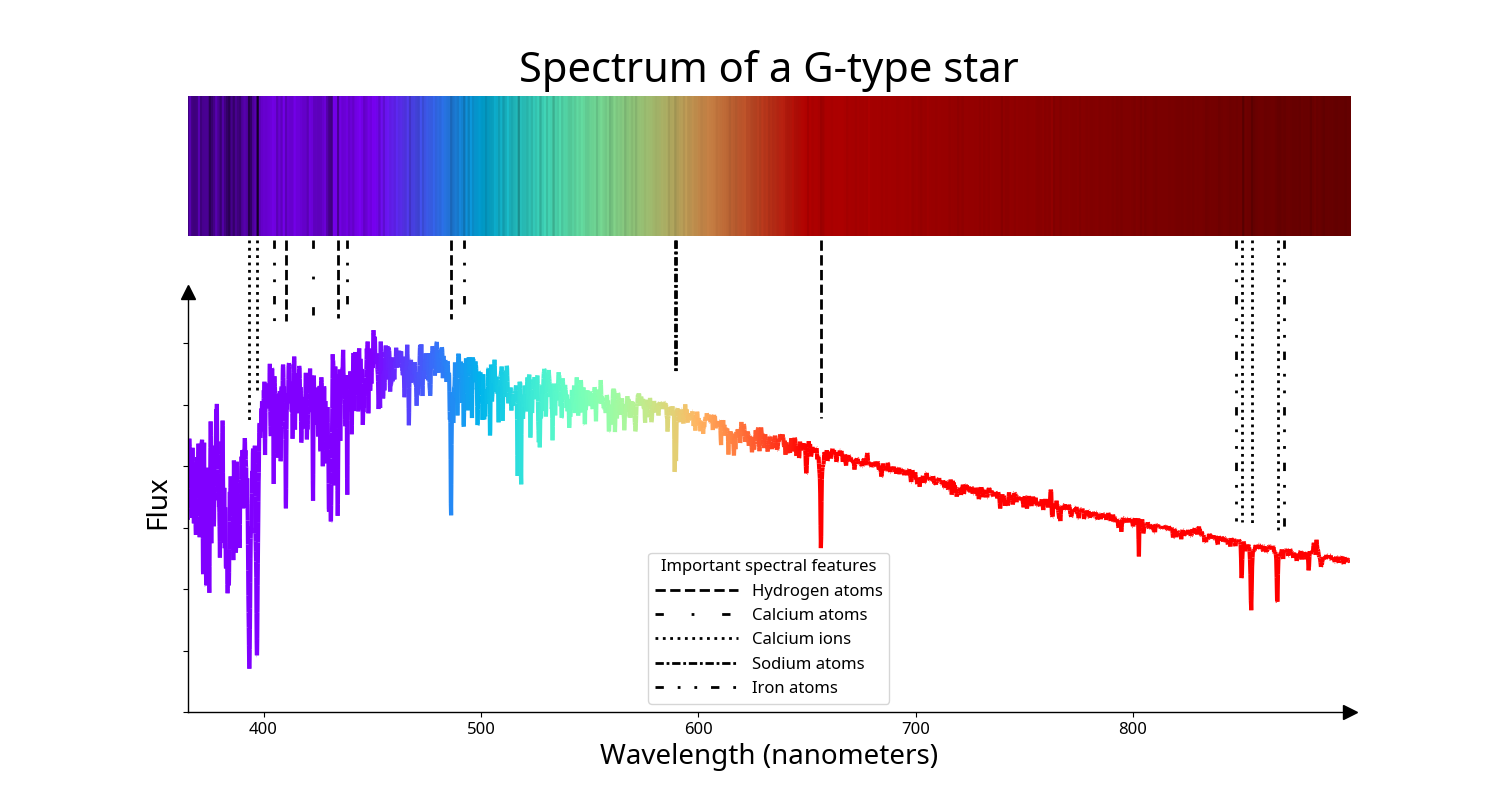 Spectrum of a G-type star
Flux
Important spectral features
Hydrogen atoms
Calcium atoms
Calcium ions
Sodium atoms
Iron atoms
400 500 600 700 800
Wavelength (nanometers)